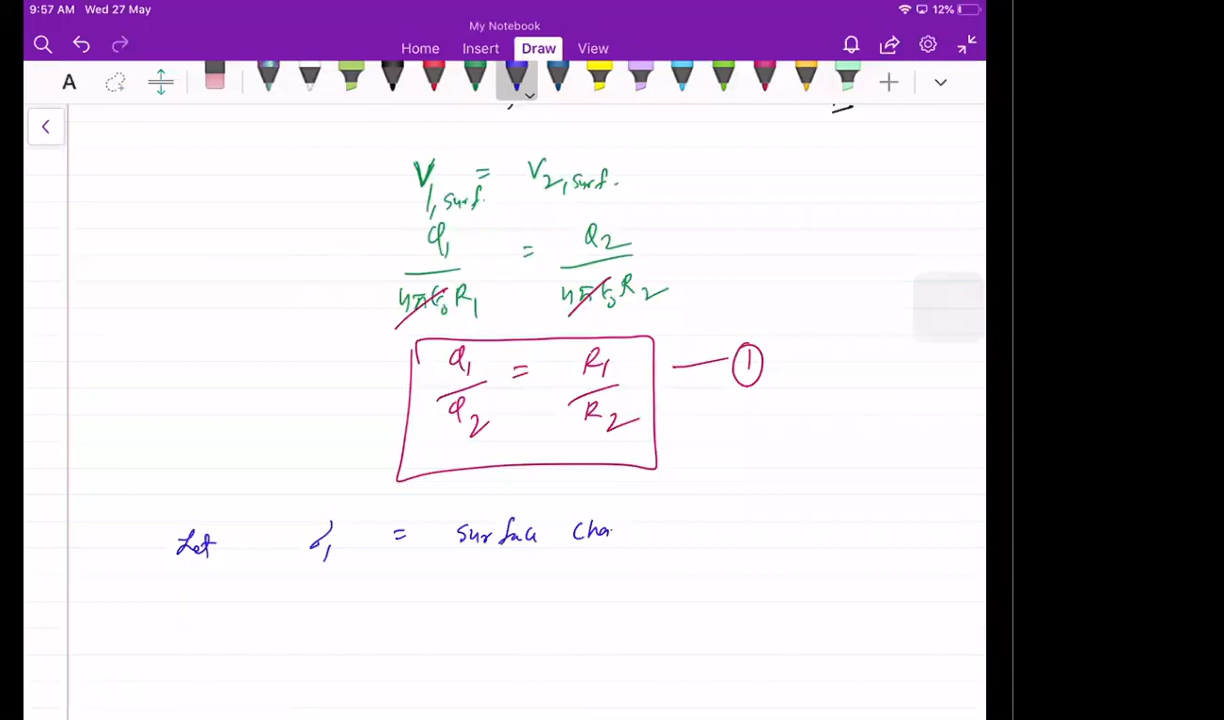 9:57 AM Wed 27 May 12%
My Notebook
Home Insert Draw View
A
V1,surf. = V2,surf.
Q1/4πε0R1 = Q2/4πε0R2
Q1/Q2 = R1/R2 — 1
Let σ1 = surface cha